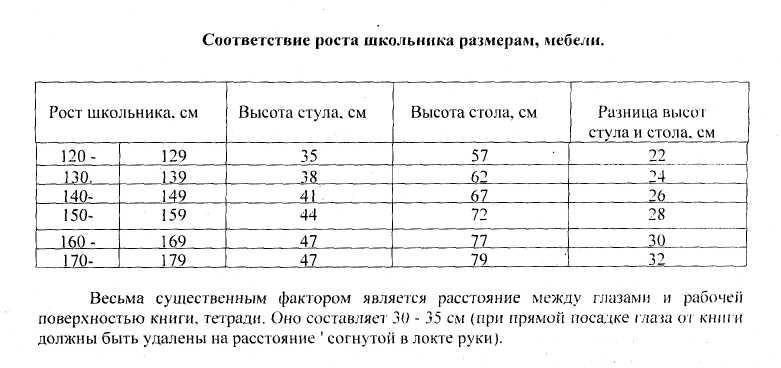 Соответствие роста школьника размерам, мебели.
Рост школьника, см Высота стула, см Высота стола, см Разница высот
стула и стола, см
120 - 129 35 57 22
130. 139 38 62 24
140- 149 41 67 26
150- 159 44 72 28
160 - 169 47 77 30
170- 179 47 79 32
Весьма существенным фактором является расстояние между глазами и рабочей
поверхностью книги, тетради. Оно составляет 30 - 35 см (при прямой посадке глаза от книги
должны быть удалены на расстояние ' согнутой в локте руки).